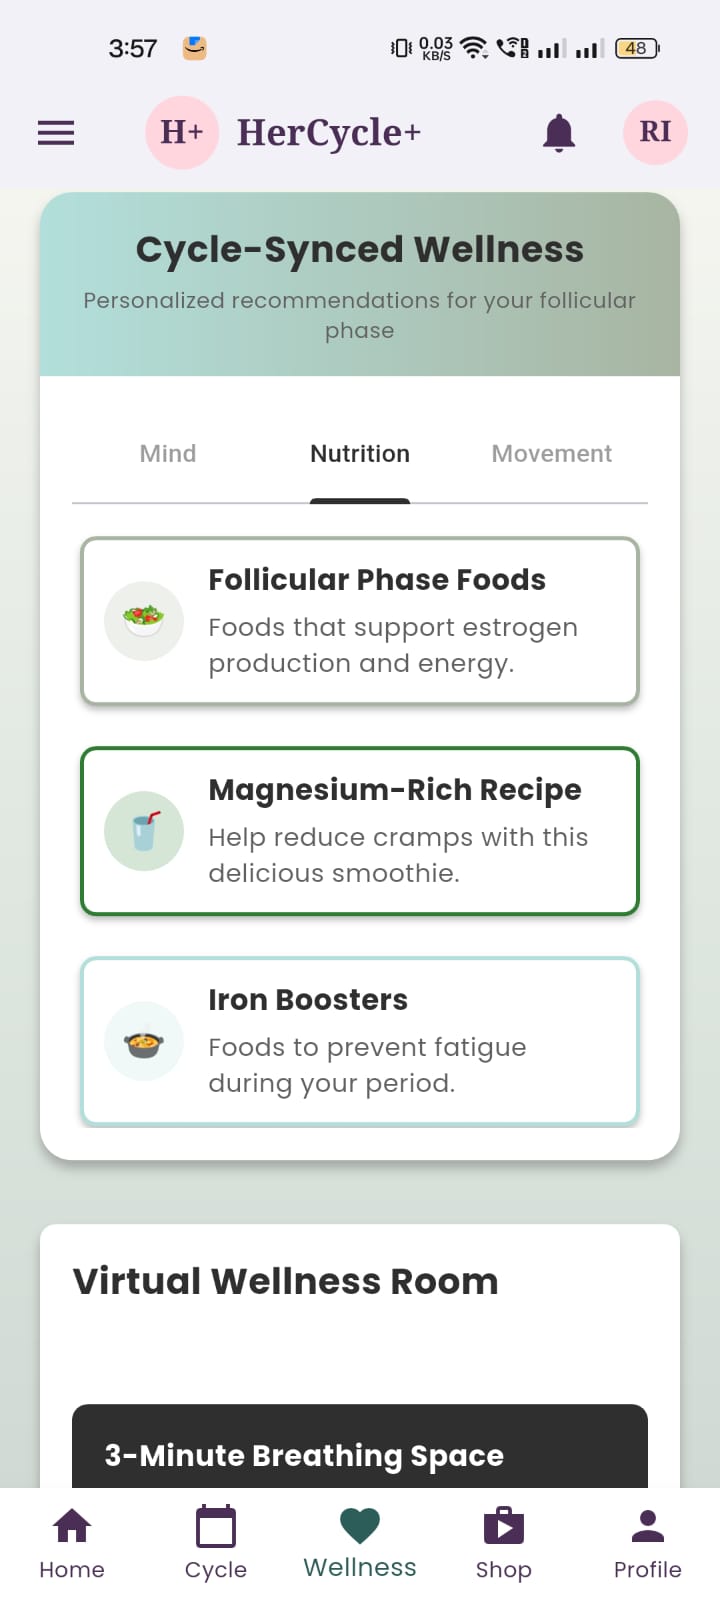 3:57
0.03
KB/S
1
2
48
H+ HerCycle+
RI
Cycle-Synced Wellness
Personalized recommendations for your follicular
phase
Mind Nutrition Movement
Follicular Phase Foods
Foods that support estrogen
production and energy.
Magnesium-Rich Recipe
Help reduce cramps with this
delicious smoothie.
Iron Boosters
Foods to prevent fatigue
during your period.
Virtual Wellness Room
3-Minute Breathing Space
Home Cycle Wellness Shop Profile